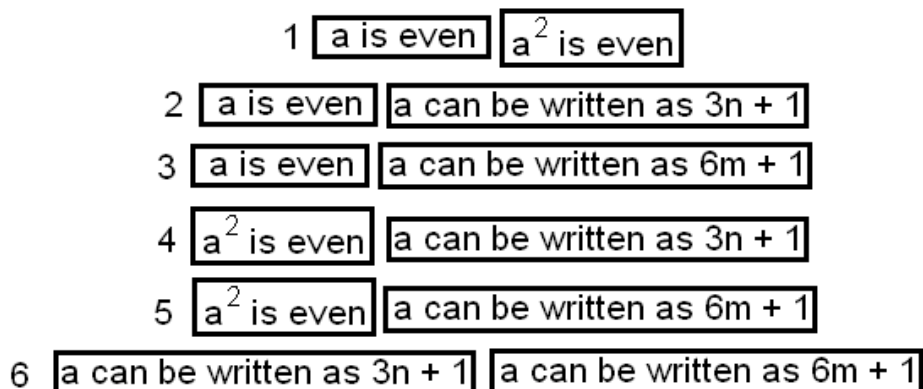 1 a is even a² is even
2 a is even a can be written as 3n + 1
3 a is even a can be written as 6m + 1
4 a² is even a can be written as 3n + 1
5 a² is even a can be written as 6m + 1
6 a can be written as 3n + 1 a can be written as 6m + 1